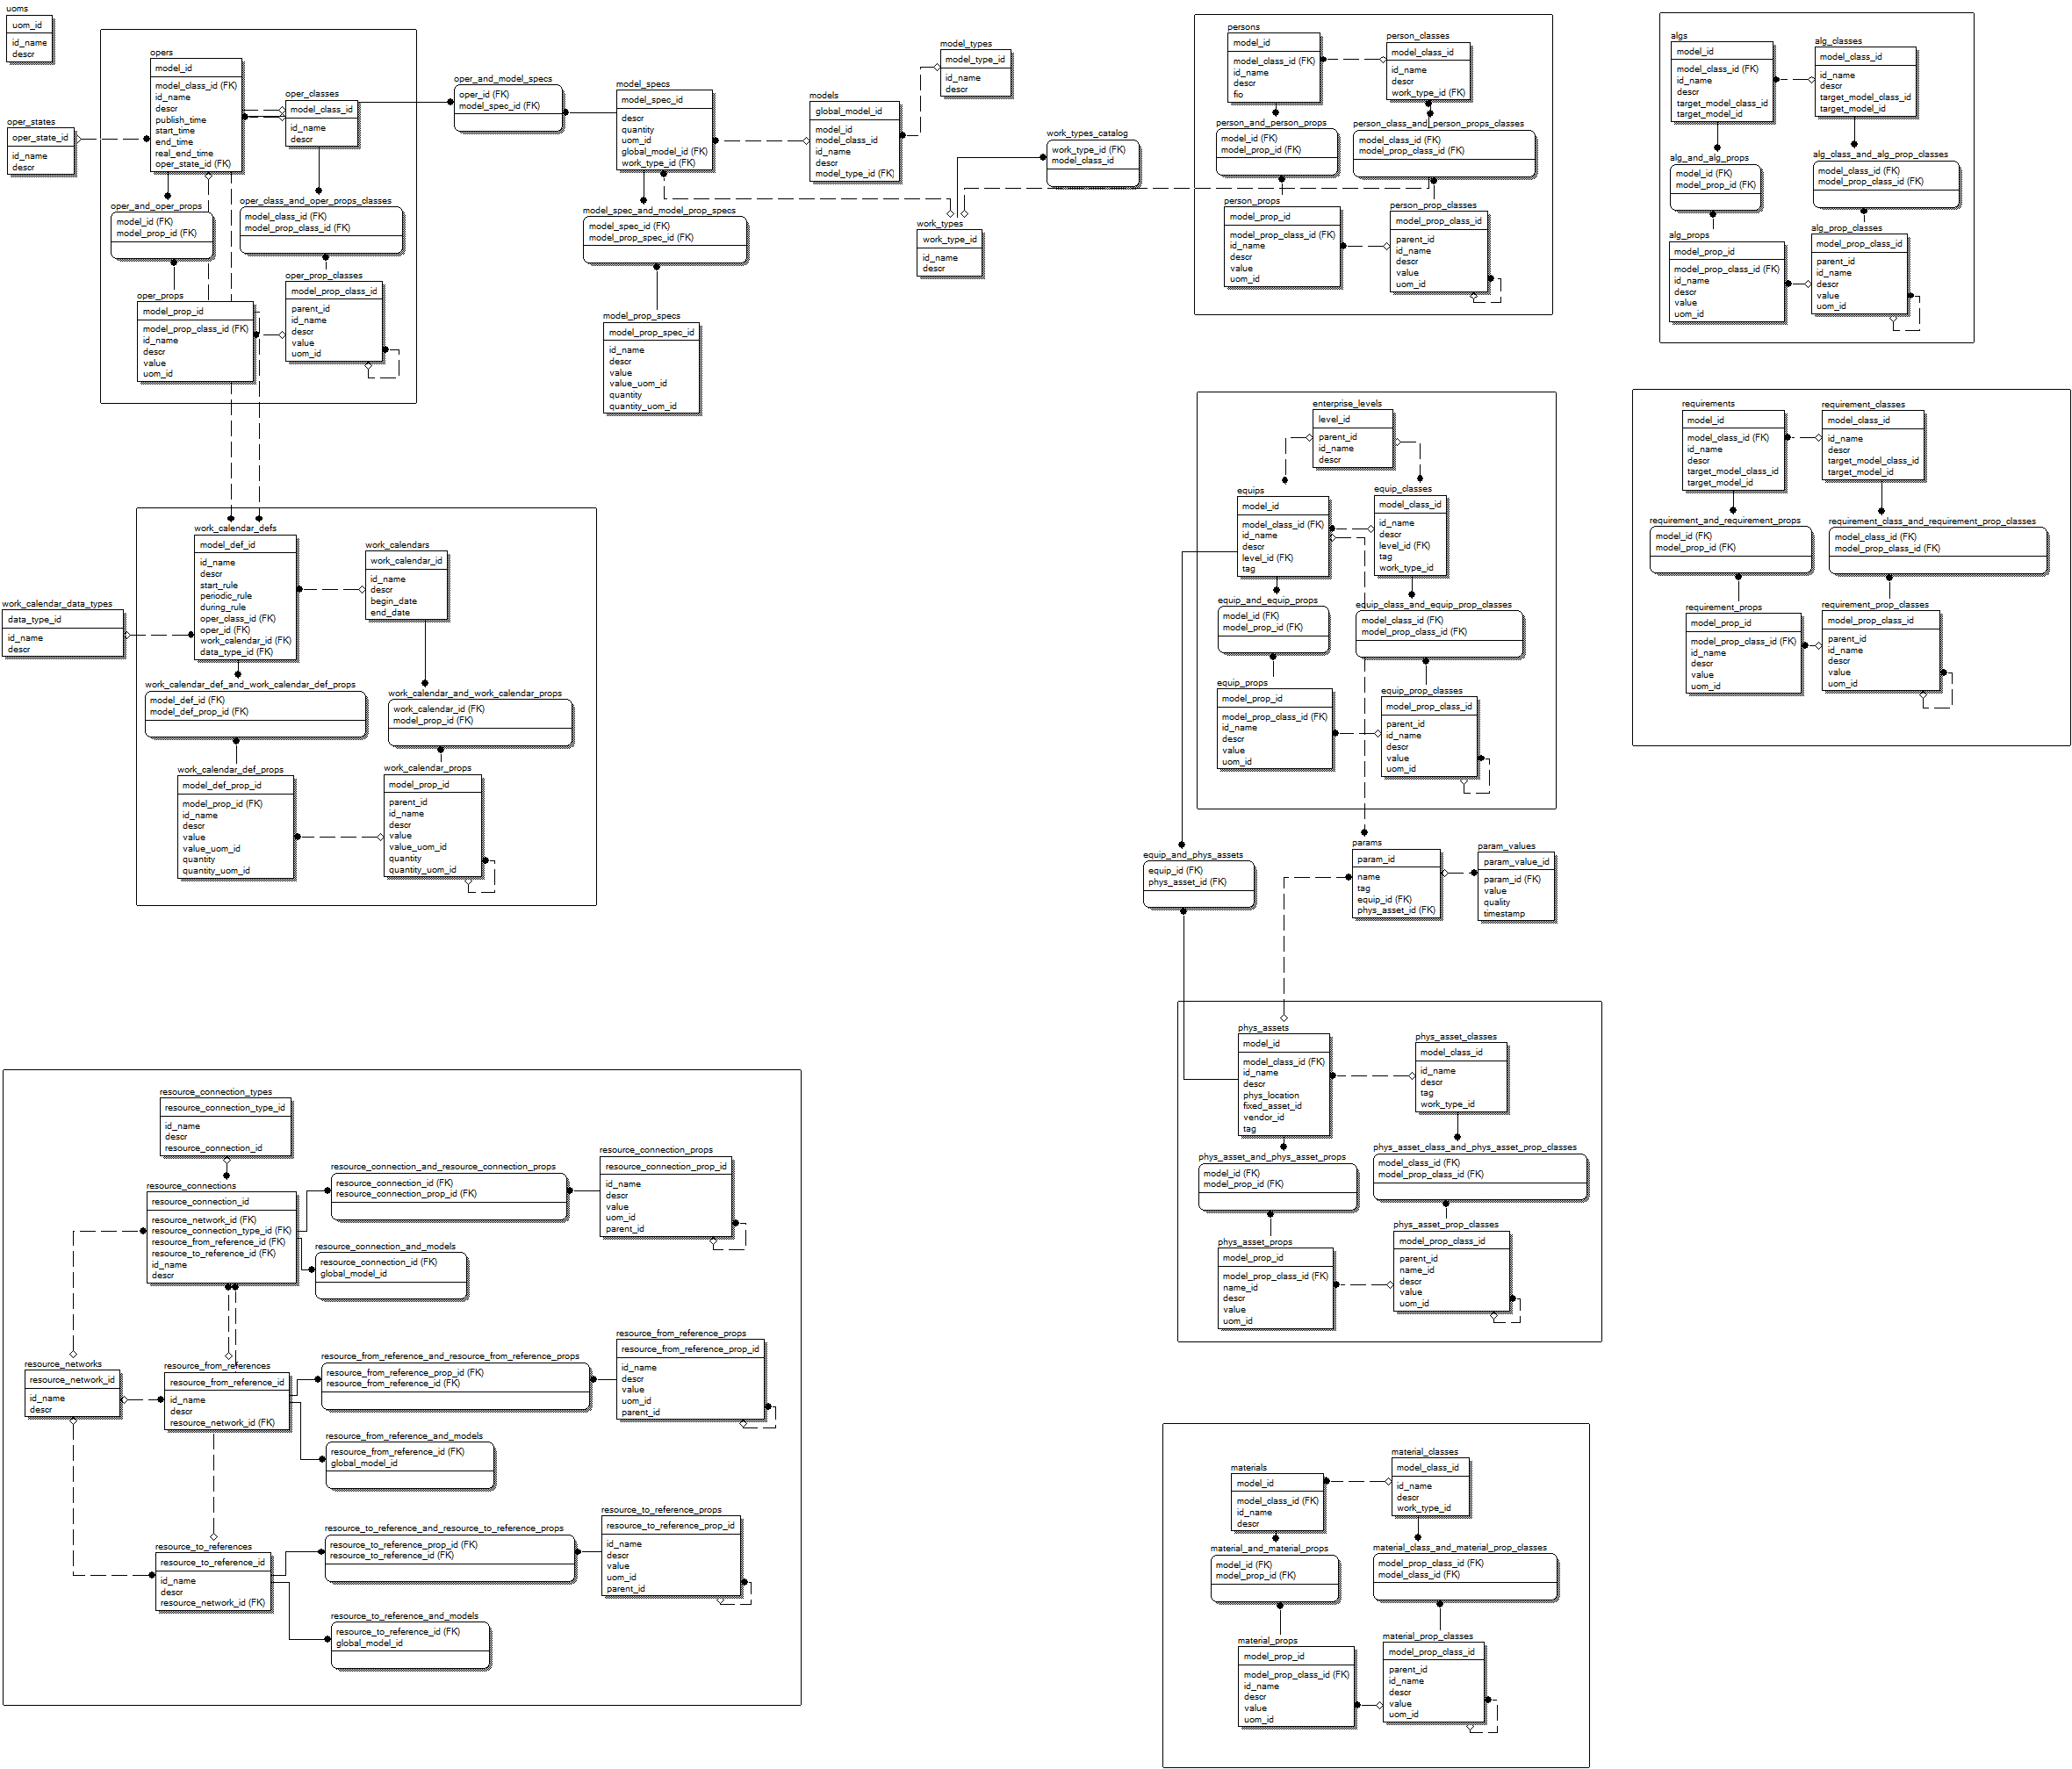 uoms
uom_id
id_name
descr
opers
model_id
model_class_id (FK)
id_name
descr
publish_time
start_time
end_time
real_end_time
oper_state_id (FK)
oper_classes
model_class_id
id_name
descr
oper_states
oper_state_id
id_name
descr
oper_and_oper_props
model_id (FK)
model_prop_id (FK)
oper_class_and_oper_props_classes
model_class_id (FK)
model_prop_class_id (FK)
oper_props
model_prop_id
model_prop_class_id (FK)
id_name
descr
value
uom_id
oper_prop_classes
model_prop_class_id
parent_id
id_name
descr
value
uom_id
oper_and_model_specs
oper_id (FK)
model_spec_id (FK)
model_specs
model_spec_id
descr
quantity
uom_id
global_model_id (FK)
work_type_id (FK)
models
global_model_id
model_id
model_class_id
id_name
descr
model_type_id (FK)
model_types
model_type_id
id_name
descr
model_spec_and_model_prop_specs
model_spec_id (FK)
model_prop_spec_id (FK)
model_prop_specs
model_prop_spec_id
id_name
descr
value
value_uom_id
quantity
quantity_uom_id
work_types_catalog
work_type_id (FK)
model_class_id
work_types
work_type_id
id_name
descr
persons
model_id
model_class_id (FK)
id_name
descr
fio
person_classes
model_class_id
id_name
descr
work_type_id (FK)
person_and_person_props
model_id (FK)
model_prop_id (FK)
person_class_and_person_props_classes
model_class_id (FK)
model_prop_class_id (FK)
person_props
model_prop_id
model_prop_class_id (FK)
id_name
descr
value
uom_id
person_prop_classes
model_prop_class_id
parent_id
id_name
descr
value
uom_id
algs
model_id
model_class_id (FK)
id_name
descr
target_model_class_id
target_model_id
alg_classes
model_class_id
id_name
descr
target_model_class_id
target_model_id
alg_and_alg_props
model_id (FK)
model_prop_id (FK)
alg_class_and_alg_prop_classes
model_class_id (FK)
model_prop_class_id (FK)
alg_props
model_prop_id
model_prop_class_id (FK)
id_name
descr
value
uom_id
alg_prop_classes
model_prop_class_id
parent_id
id_name
descr
value
uom_id
enterprise_levels
level_id
parent_id
id_name
descr
equips
model_id
model_class_id (FK)
id_name
descr
level_id (FK)
tag
equip_classes
model_class_id
id_name
descr
level_id (FK)
tag
work_type_id
equip_and_equip_props
model_id (FK)
model_prop_id (FK)
equip_class_and_equip_prop_classes
model_class_id (FK)
model_prop_class_id (FK)
equip_props
model_prop_id
model_prop_class_id (FK)
id_name
descr
value
uom_id
equip_prop_classes
model_prop_class_id
parent_id
id_name
descr
value
uom_id
requirements
model_id
model_class_id (FK)
id_name
descr
target_model_class_id
target_model_id
requirement_classes
model_class_id
id_name
descr
target_model_class_id
target_model_id
requirement_and_requirement_props
model_id (FK)
model_prop_id (FK)
requirement_class_and_requirement_prop_classes
model_class_id (FK)
model_prop_class_id (FK)
requirement_props
model_prop_id
model_prop_class_id (FK)
id_name
descr
value
uom_id
requirement_prop_classes
model_prop_class_id
parent_id
id_name
descr
value
uom_id
work_calendar_defs
model_def_id
id_name
descr
start_rule
periodic_rule
during_rule
oper_class_id (FK)
oper_id (FK)
work_calendar_id (FK)
data_type_id (FK)
work_calendars
work_calendar_id
id_name
descr
begin_date
end_date
work_calendar_data_types
data_type_id
id_name
descr
work_calendar_def_and_work_calendar_def_props
model_def_id (FK)
model_def_prop_id (FK)
work_calendar_and_work_calendar_props
work_calendar_id (FK)
model_prop_id (FK)
work_calendar_def_props
model_def_prop_id
model_prop_id (FK)
id_name
descr
value
value_uom_id
quantity
quantity_uom_id
work_calendar_props
model_prop_id
parent_id
id_name
descr
value
value_uom_id
quantity
quantity_uom_id
equip_and_phys_assets
equip_id (FK)
phys_asset_id (FK)
params
param_id
name
tag
equip_id (FK)
phys_asset_id (FK)
param_values
param_value_id
param_id (FK)
value
quality
timestamp
phys_assets
model_id
model_class_id (FK)
id_name
descr
phys_location
fixed_asset_id
vendor_id
tag
phys_asset_classes
model_class_id
id_name
descr
tag
work_type_id
phys_asset_and_phys_asset_props
model_id (FK)
model_prop_id (FK)
phys_asset_class_and_phys_asset_prop_classes
model_class_id (FK)
model_prop_class_id (FK)
phys_asset_props
model_prop_id
model_prop_class_id (FK)
name_id
descr
value
uom_id
phys_asset_prop_classes
model_prop_class_id
parent_id
name_id
descr
value
uom_id
resource_connection_types
resource_connection_type_id
id_name
descr
resource_connection_id
resource_connections
resource_connection_id
resource_network_id (FK)
resource_connection_type_id (FK)
resource_from_reference_id (FK)
resource_to_reference_id (FK)
id_name
descr
resource_connection_and_resource_connection_props
resource_connection_id (FK)
resource_connection_prop_id (FK)
resource_connection_props
resource_connection_prop_id
id_name
descr
value
uom_id
parent_id
resource_connection_and_models
resource_connection_id (FK)
global_model_id
resource_networks
resource_network_id
id_name
descr
resource_from_references
resource_from_reference_id
id_name
descr
resource_network_id (FK)
resource_from_reference_and_resource_from_reference_props
resource_from_reference_prop_id (FK)
resource_from_reference_id (FK)
resource_from_reference_props
resource_from_reference_prop_id
id_name
descr
value
uom_id
parent_id
resource_from_reference_and_models
resource_from_reference_id (FK)
global_model_id
resource_to_references
resource_to_reference_id
id_name
descr
resource_network_id (FK)
resource_to_reference_and_resource_to_reference_props
resource_to_reference_prop_id (FK)
resource_to_reference_id (FK)
resource_to_reference_props
resource_to_reference_prop_id
id_name
descr
value
uom_id
parent_id
resource_to_reference_and_models
resource_to_reference_id (FK)
global_model_id
materials
model_id
model_class_id (FK)
id_name
descr
material_classes
model_class_id
id_name
descr
work_type_id
material_and_material_props
model_id (FK)
model_prop_id (FK)
material_class_and_material_prop_classes
model_prop_class_id (FK)
model_class_id (FK)
material_props
model_prop_id
model_prop_class_id (FK)
id_name
descr
value
uom_id
material_prop_classes
model_prop_class_id
parent_id
id_name
descr
value
uom_id